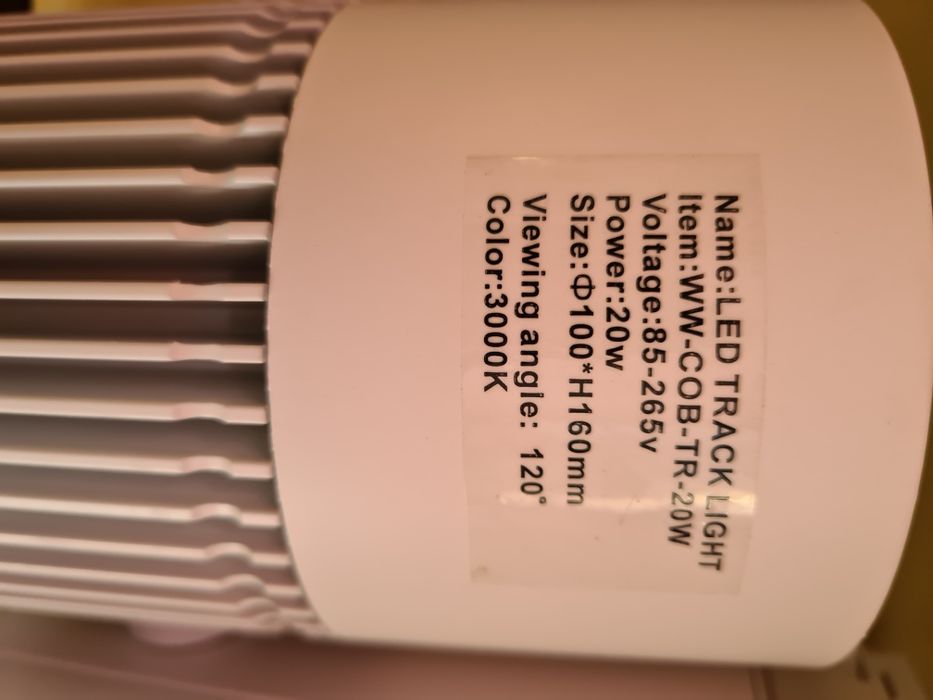 Name:LED TRACK LIGHT
Item:WW-COB-TR-20W
Voltage:85-265v
Power:20w
Size:Φ100*H160mm
Viewing angle: 120°
Color:3000K